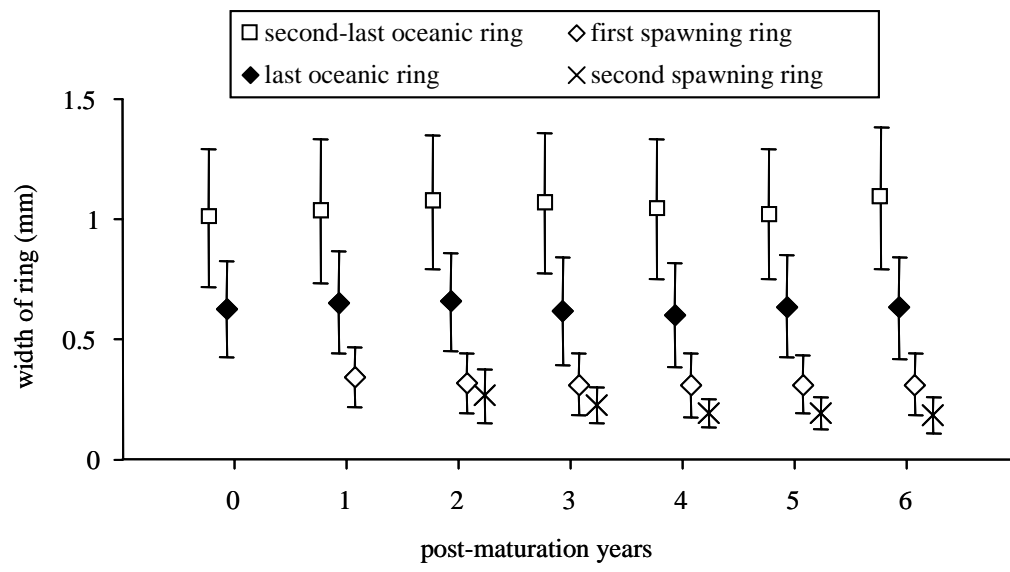 second-last oceanic ring first spawning ring
last oceanic ring second spawning ring
1.5
1
0.5
0
width of ring (mm)
0 1 2 3 4 5 6
post-maturation years